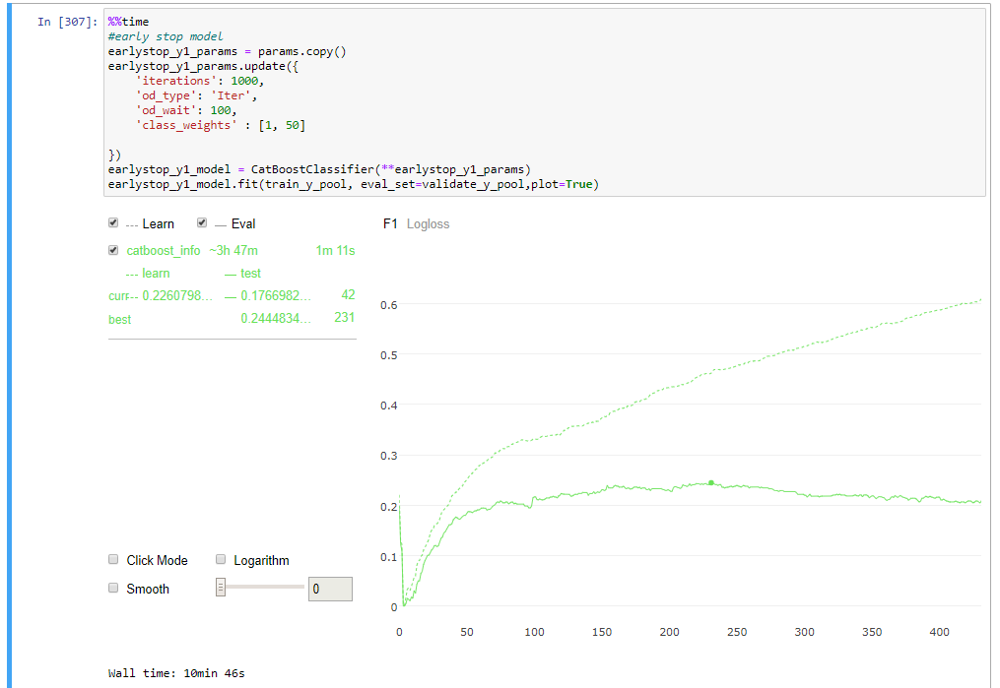 In [307]: %%time
#early stop model
earlystop_y1_params = params.copy()
earlystop_y1_params.update({
'iterations': 1000,
'od_type': 'Iter',
'od_wait': 100,
'class_weights' : [1, 50]
})
earlystop_y1_model = CatBoostClassifier(**earlystop_y1_params)
earlystop_y1_model.fit(train_y_pool, eval_set=validate_y_pool,plot=True)
--- Learn — Eval F1 Logloss
catboost_info ~3h 47m 1m 11s
--- learn — test
curr--- 0.2260798... — 0.1766982... 42
best 0.2444834... 231
0.6
0.5
0.4
0.3
0.2
0.1
0
Click Mode Logarithm
Smooth 0
0 50 100 150 200 250 300 350 400
Wall time: 10min 46s